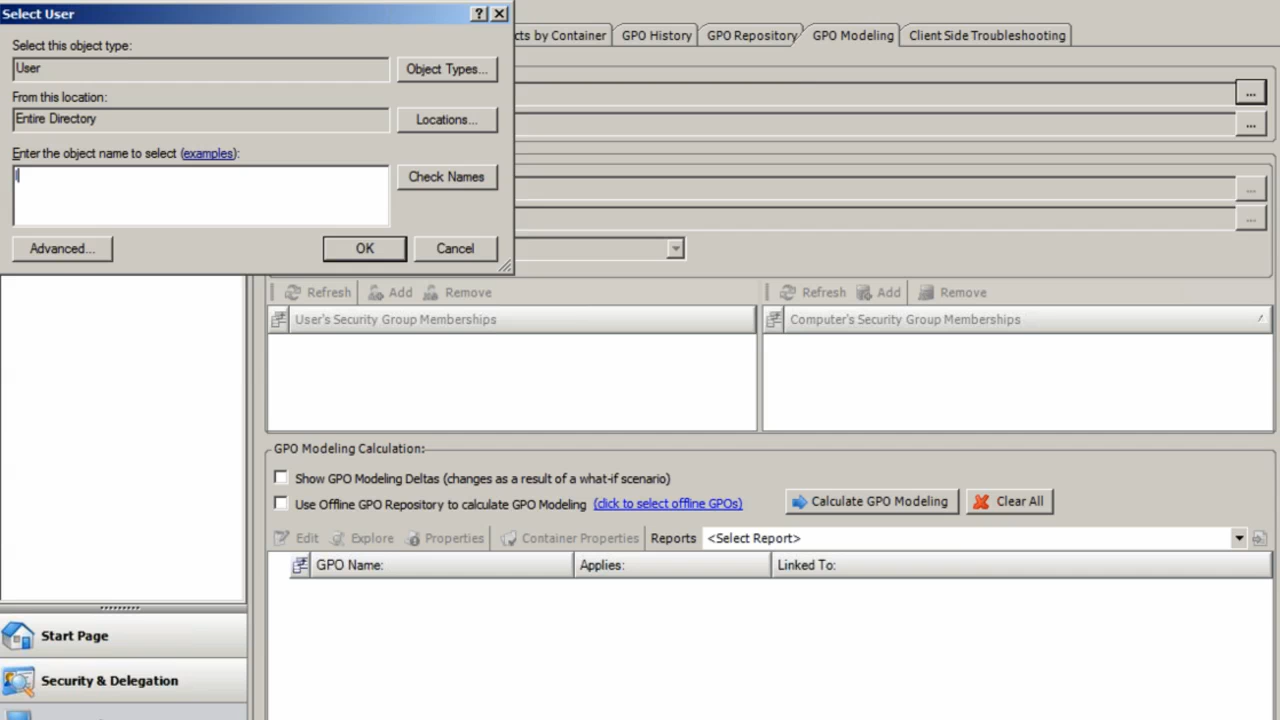 Select User
Select this object type:
User
Object Types...
From this location:
Entire Directory
Locations...
Enter the object name to select (examples):
Check Names
Advanced...
OK
Cancel
cts by Container
GPO History
GPO Repository
GPO Modeling
Client Side Troubleshooting
...
...
...
...
Refresh
Add
Remove
Refresh
Add
Remove
User's Security Group Memberships
Computer's Security Group Memberships
GPO Modeling Calculation:
Show GPO Modeling Deltas (changes as a result of a what-if scenario)
Use Offline GPO Repository to calculate GPO Modeling (click to select offline GPOs)
Calculate GPO Modeling
Clear All
Edit
Explore
Properties
Container Properties
Reports
<Select Report>
GPO Name:
Applies:
Linked To:
Start Page
Security & Delegation